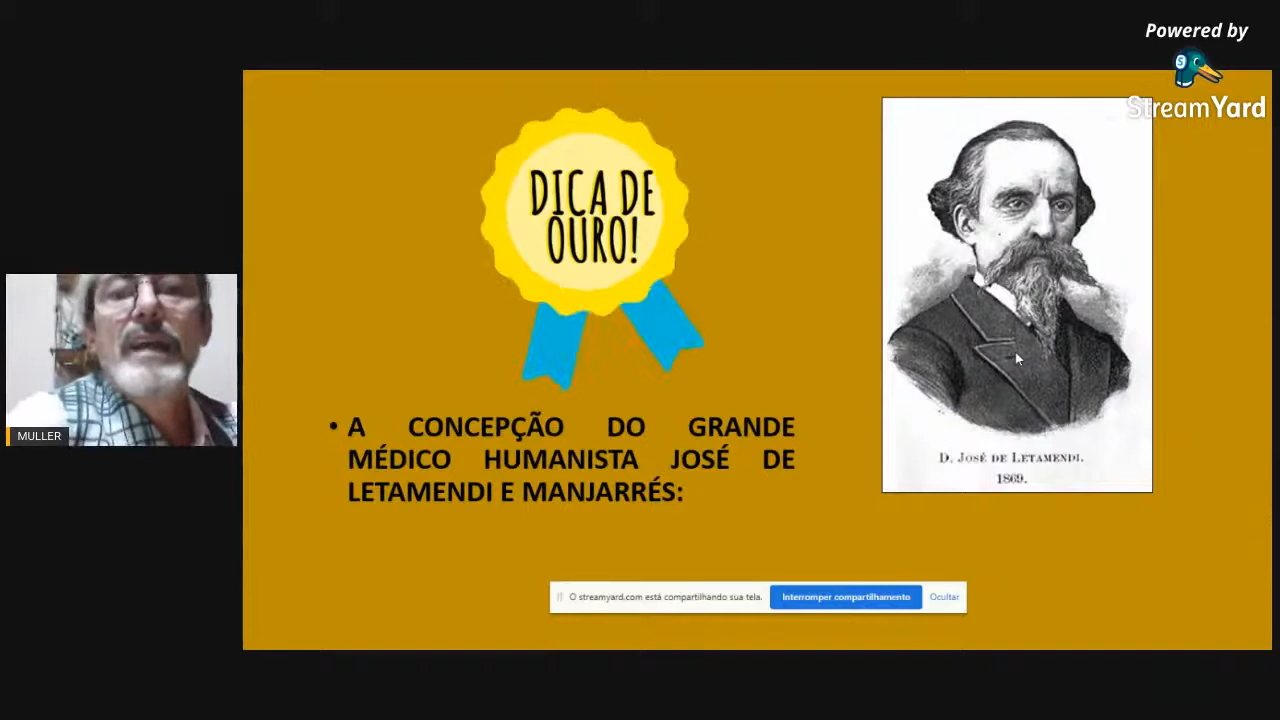 Powered by
StreamYard
DICA DE
OURO!
• A CONCEPÇÃO DO GRANDE
MÉDICO HUMANISTA JOSÉ DE
LETAMENDI E MANJARRÉS:
D. José de Letamendi.
1869.
MULLER
O streamyard.com está compartilhando sua tela. Interromper compartilhamento Ocultar